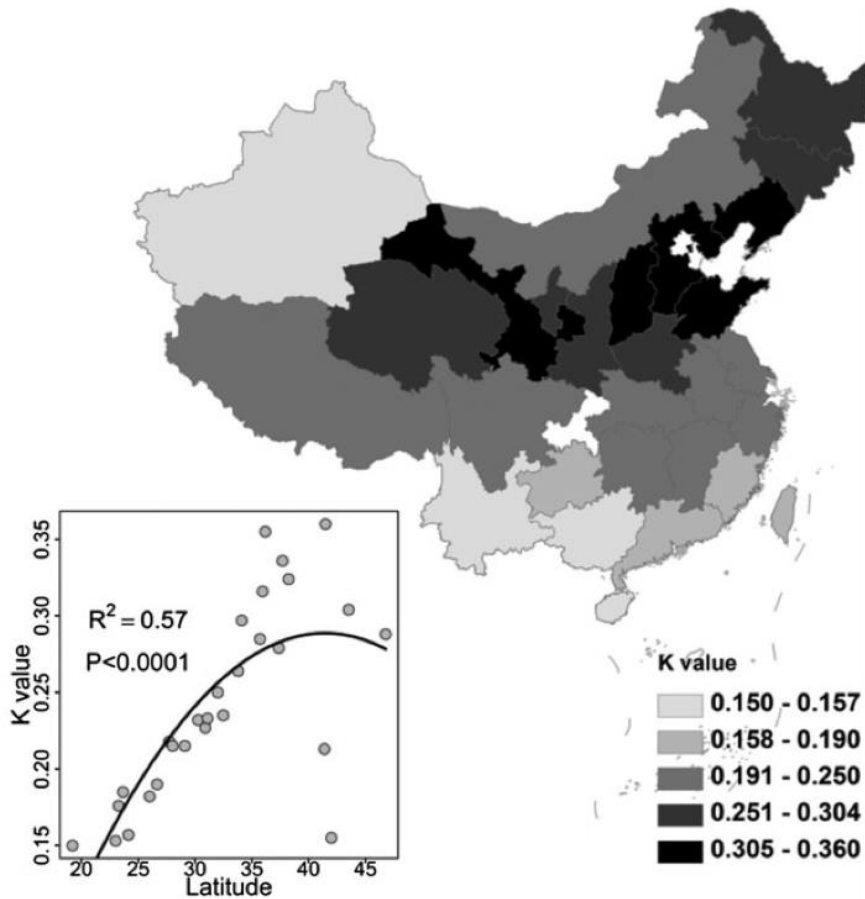 K value
0.150 - 0.157
0.158 - 0.190
0.191 - 0.250
0.251 - 0.304
0.305 - 0.360
R² = 0.57
P<0.0001
K value
0.35
0.30
0.25
0.20
0.15
20 25 30 35 40 45
Latitude